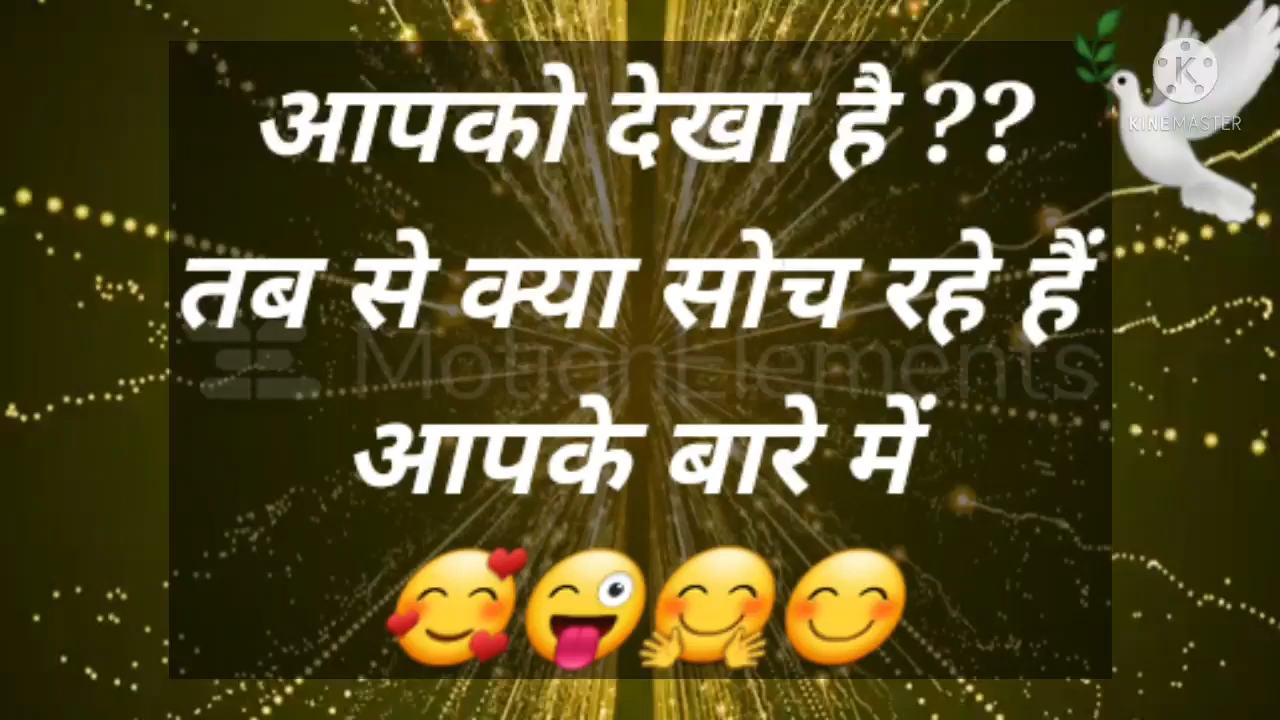 आपको देखा है ??
तब से क्या सोच रहे हैं
आपके बारे में
K
KINEMASTER
MotionElements